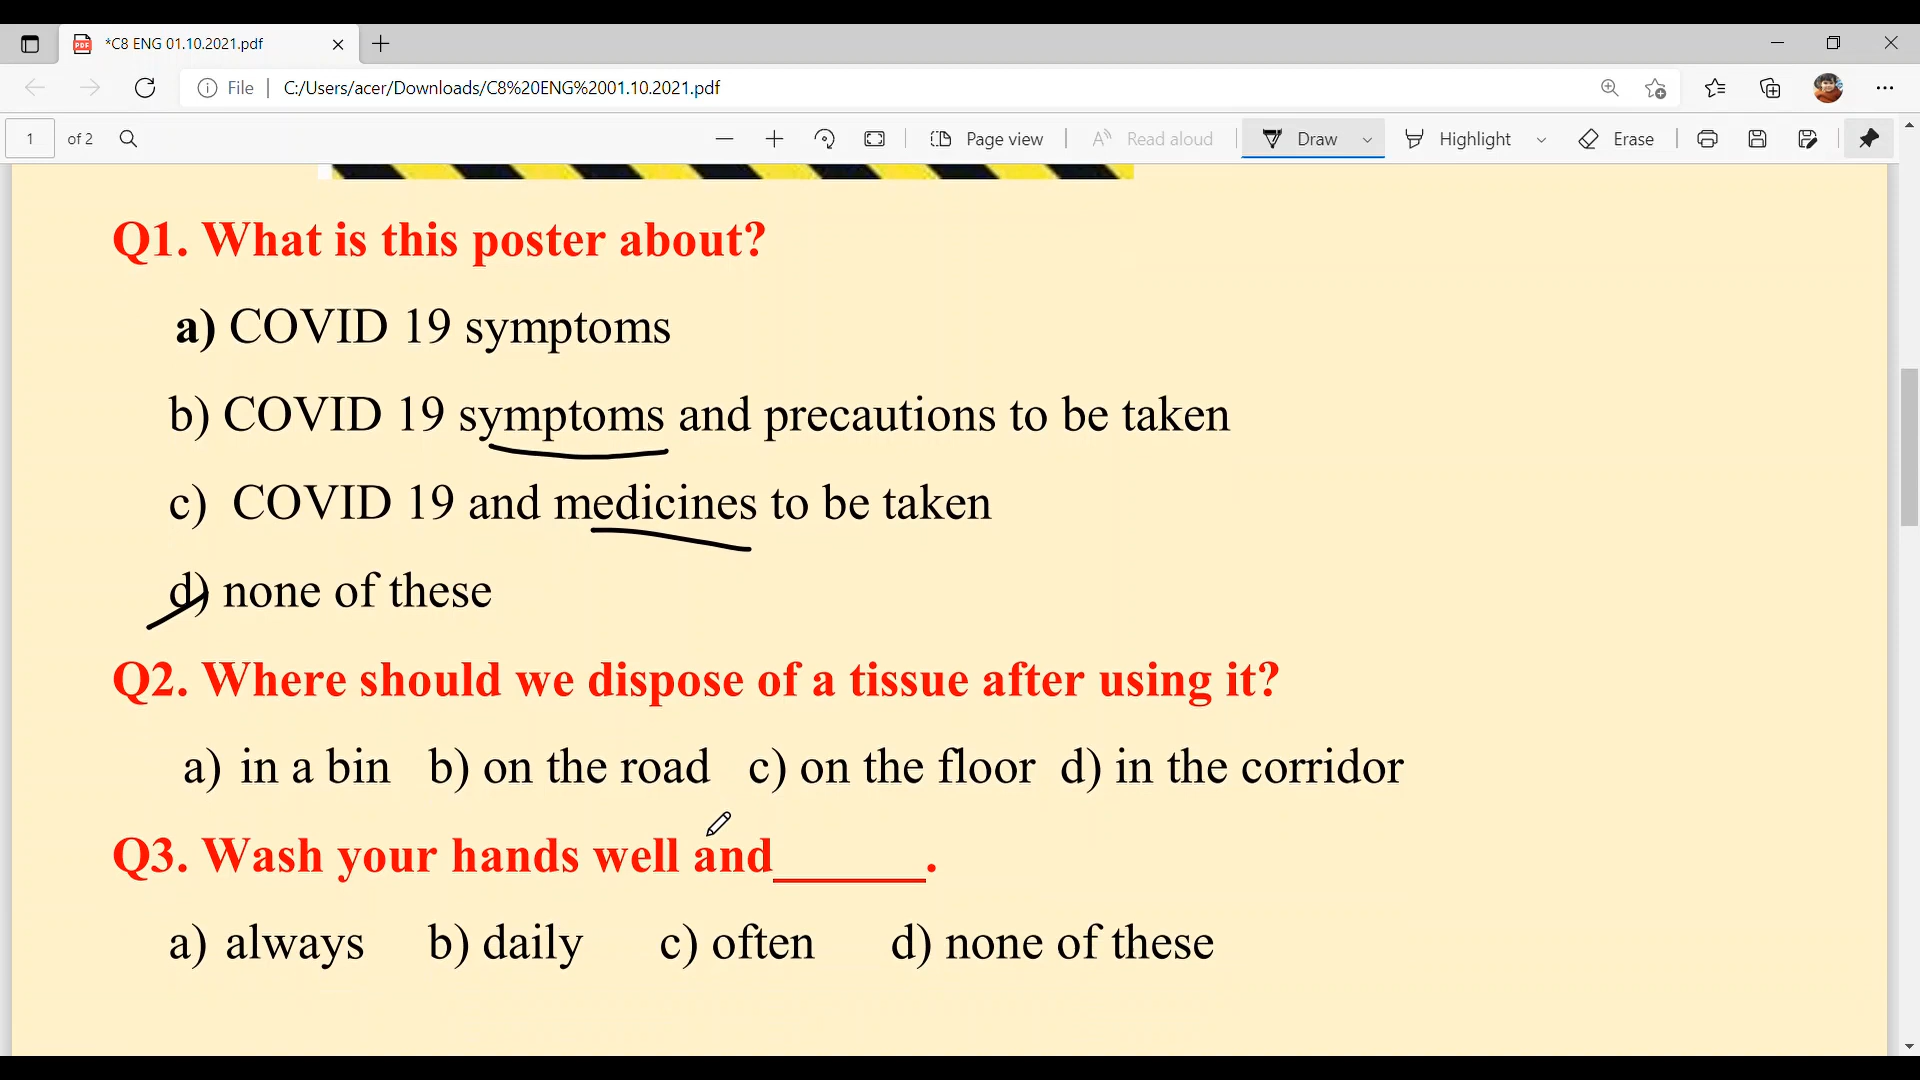 *C8 ENG 01.10.2021.pdf
File | C:/Users/acer/Downloads/C8%20ENG%2001.10.2021.pdf
1 of 2 Page view Read aloud Draw Highlight Erase
Q1. What is this poster about?
a) COVID 19 symptoms
b) COVID 19 symptoms and precautions to be taken
c) COVID 19 and medicines to be taken
d) none of these
Q2. Where should we dispose of a tissue after using it?
a) in a bin b) on the road c) on the floor d) in the corridor
Q3. Wash your hands well and______.
a) always b) daily c) often d) none of these